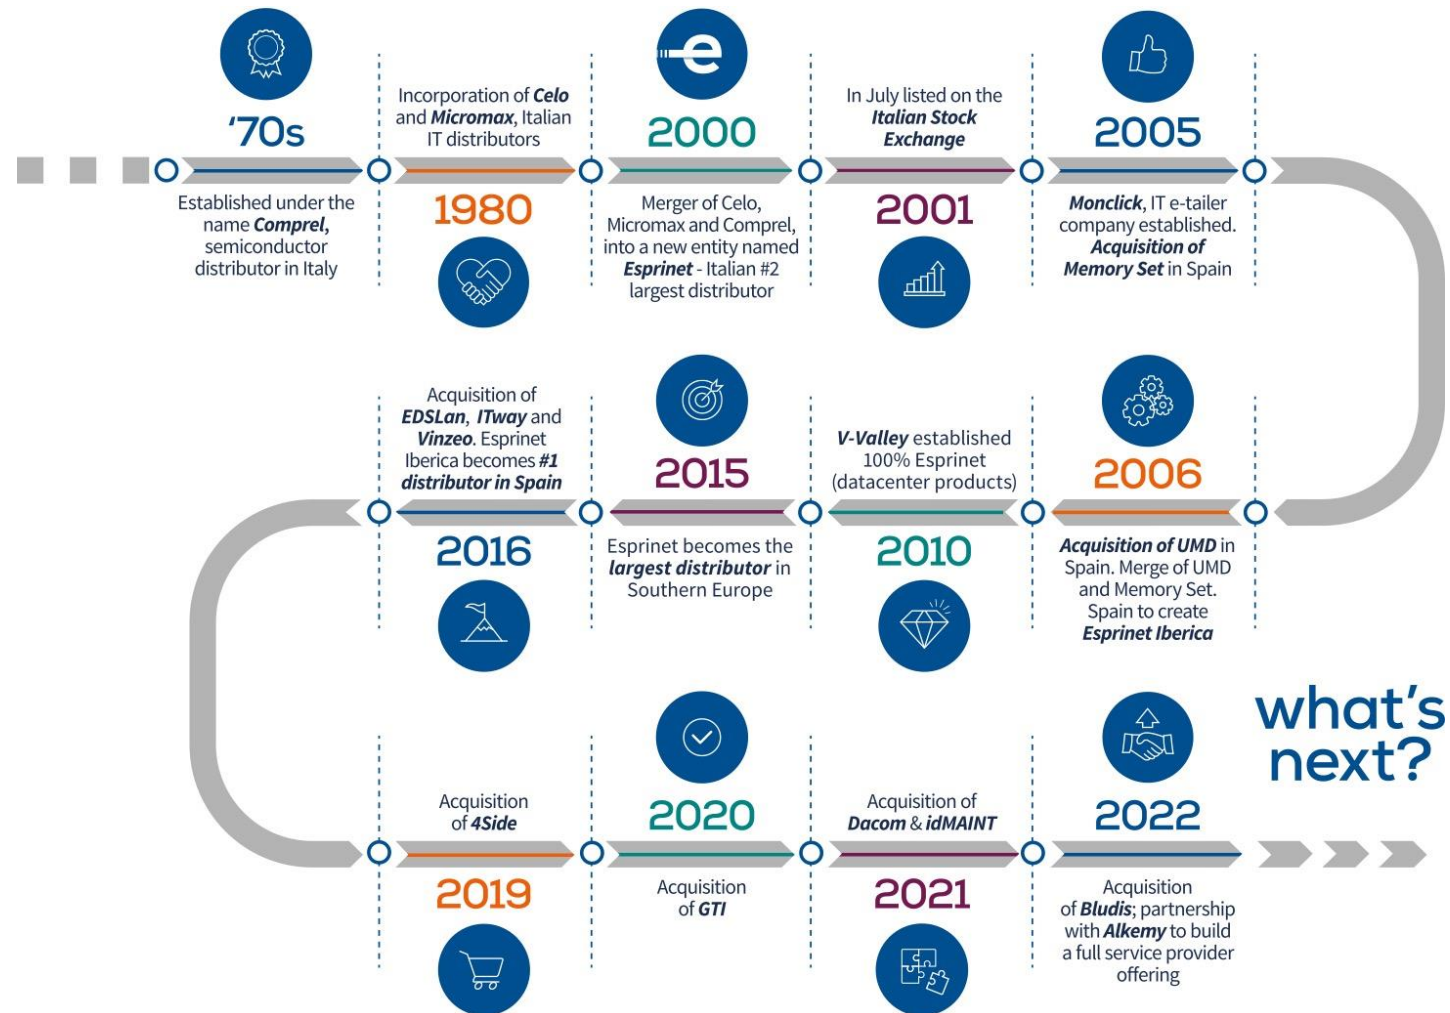 '70s
Established under the
name Comprel,
semiconductor
distributor in Italy
Incorporation of Celo
and Micromax, Italian
IT distributors
1980
e
2000
Merger of Celo,
Micromax and Comprel,
into a new entity named
Esprinet - Italian #2
largest distributor
In July listed on the
Italian Stock
Exchange
2001
2005
Monclick, IT e-tailer
company established.
Acquisition of
Memory Set in Spain
2006
Acquisition of UMD in
Spain. Merge of UMD
and Memory Set.
Spain to create
Esprinet Iberica
V-Valley established
100% Esprinet
(datacenter products)
2010
2015
Esprinet becomes the
largest distributor in
Southern Europe
Acquisition of
EDSLan, ITway and
Vinzeo. Esprinet
Iberica becomes #1
distributor in Spain
2016
Acquisition
of 4Side
2019
2020
Acquisition
of GTI
Acquisition of
Dacom & idMAINT
2021
2022
Acquisition
of Bludis; partnership
with Alkemy to build
a full service provider
offering
what's
next?